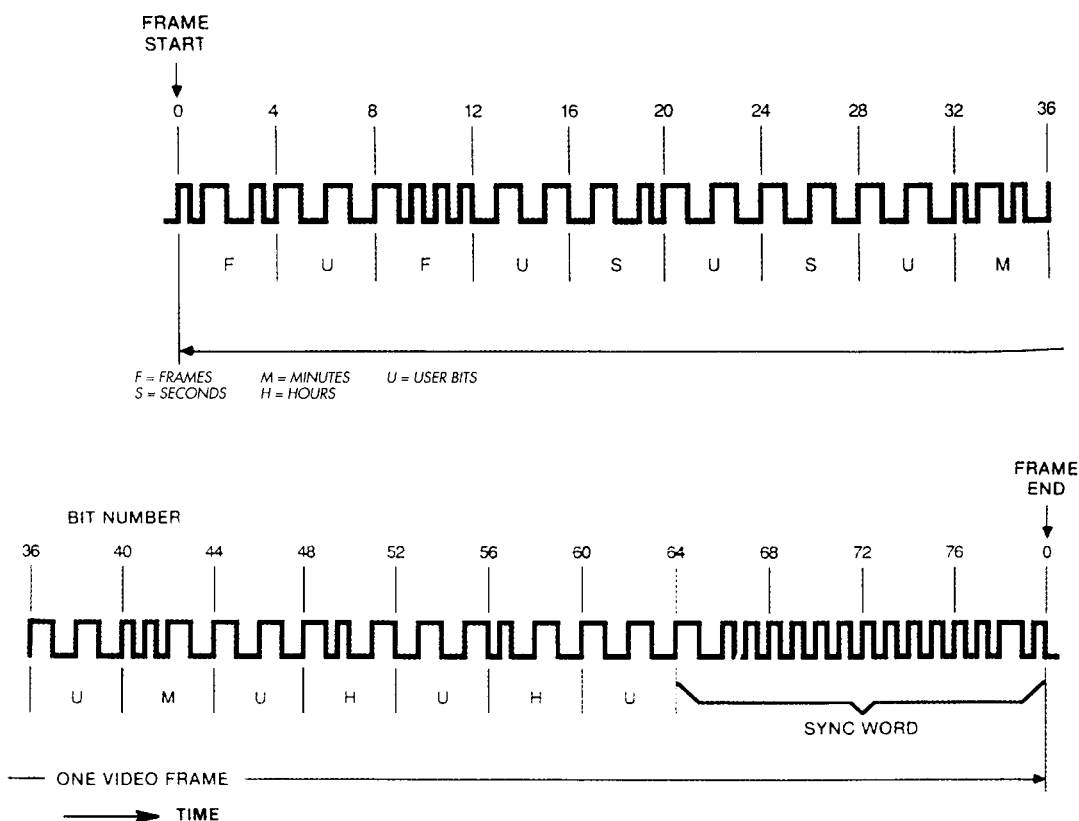 FRAME
START
0 4 8 12 16 20 24 28 32 36
F U F U S U S U M
F = FRAMES M = MINUTES U = USER BITS
S = SECONDS H = HOURS
FRAME
END
BIT NUMBER
36 40 44 48 52 56 60 64 68 72 76 0
U M U H U H U
SYNC WORD
ONE VIDEO FRAME
TIME